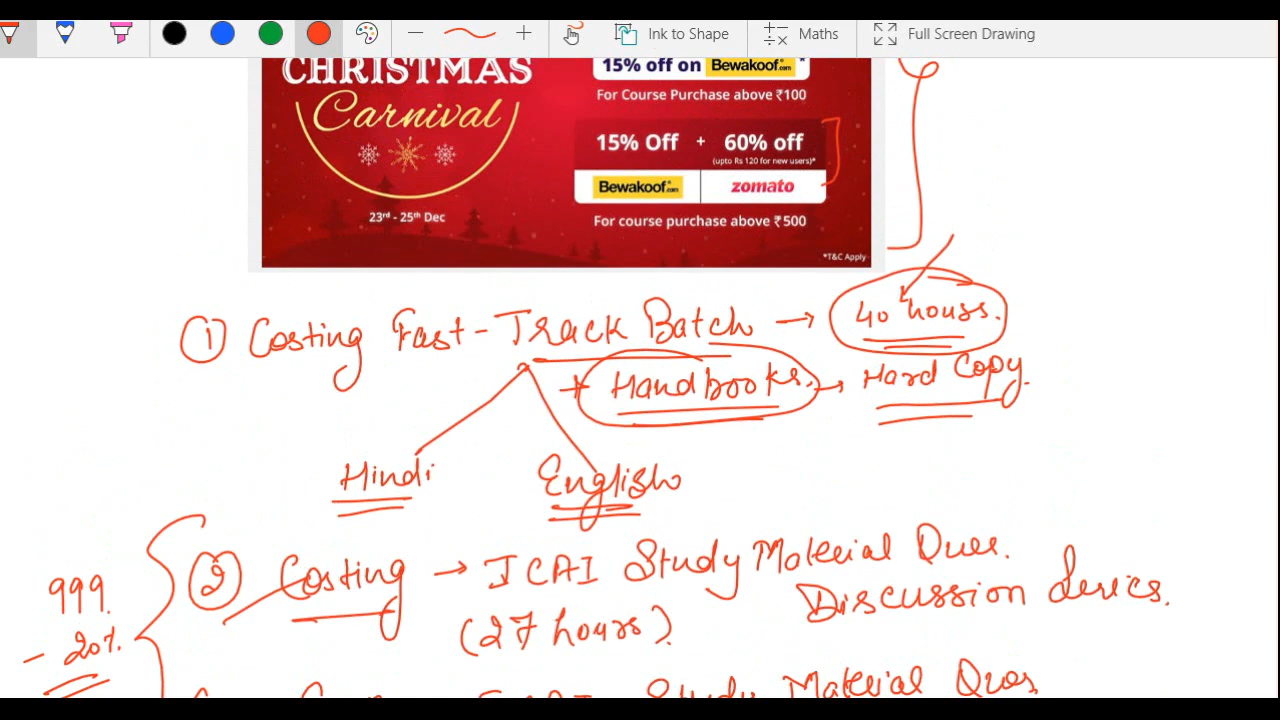 Ink to Shape Maths Full Screen Drawing
CHRISTMAS
Carnival
23rd - 25th Dec
15% off on Bewakoof.com *
For Course Purchase above ₹100
15% Off + 60% off
(upto Rs 120 for new users)*
Bewakoof.com zomato
For course purchase above ₹500
*T&C Apply
① Costing Fast-Track Batch → 40 hours.
+ Handbooks. → Hard Copy.
Hindi English
② Costing → ICAI Study Material Ques.
Discussion Series.
(27 hours).
999.
- 20%.
Study Material Ques